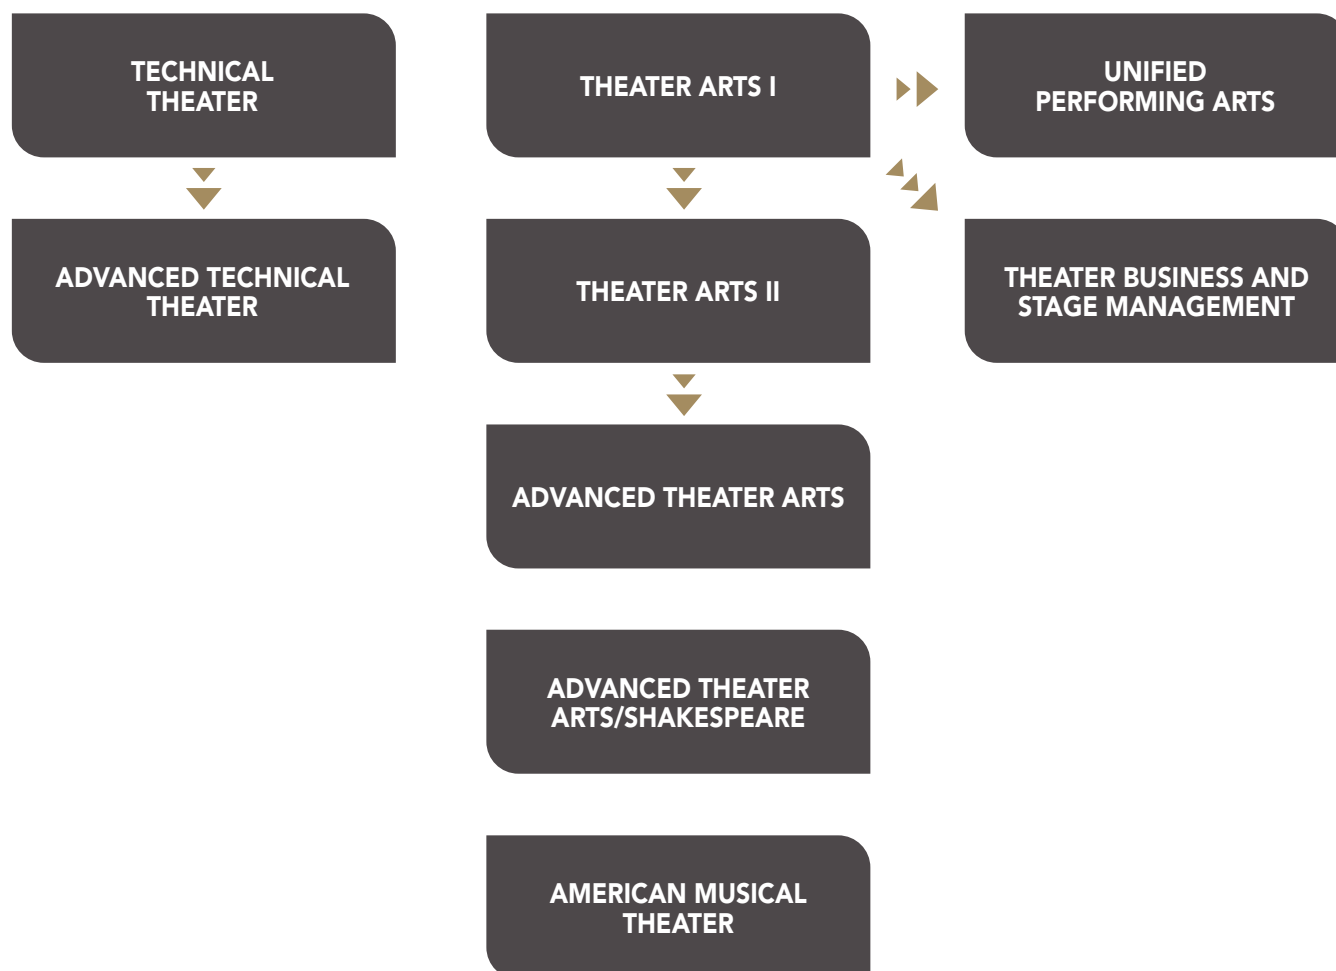 TECHNICAL
THEATER
THEATER ARTS I
UNIFIED
PERFORMING ARTS
ADVANCED TECHNICAL
THEATER
THEATER ARTS II
THEATER BUSINESS AND
STAGE MANAGEMENT
ADVANCED THEATER ARTS
ADVANCED THEATER
ARTS/SHAKESPEARE
AMERICAN MUSICAL
THEATER